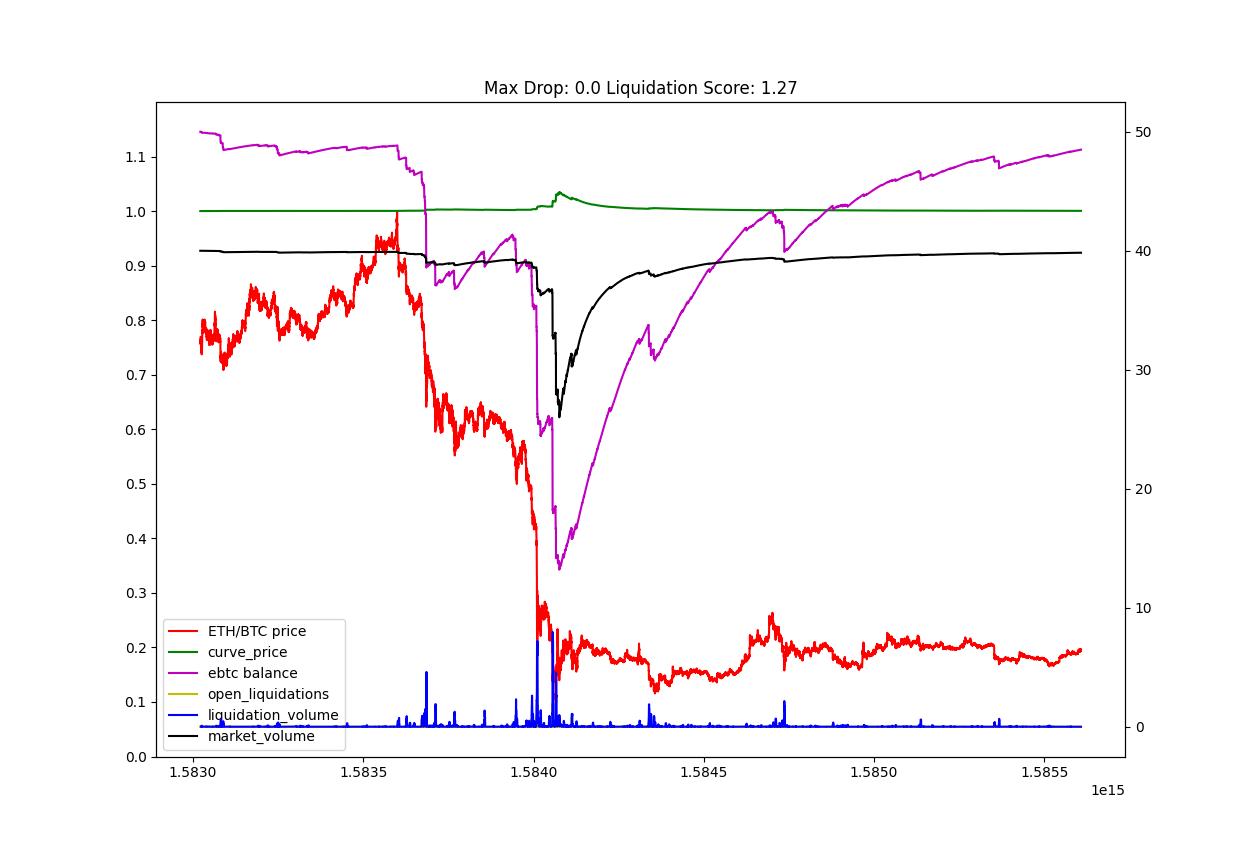 Max Drop: 0.0 Liquidation Score: 1.27
1.1
1.0
0.9
0.8
0.7
0.6
0.5
0.4
0.3
0.2
0.1
0.0
50
40
30
20
10
0
ETH/BTC price
curve_price
ebtc balance
open_liquidations
liquidation_volume
market_volume
1.5830 1.5835 1.5840 1.5845 1.5850 1.5855
1e15